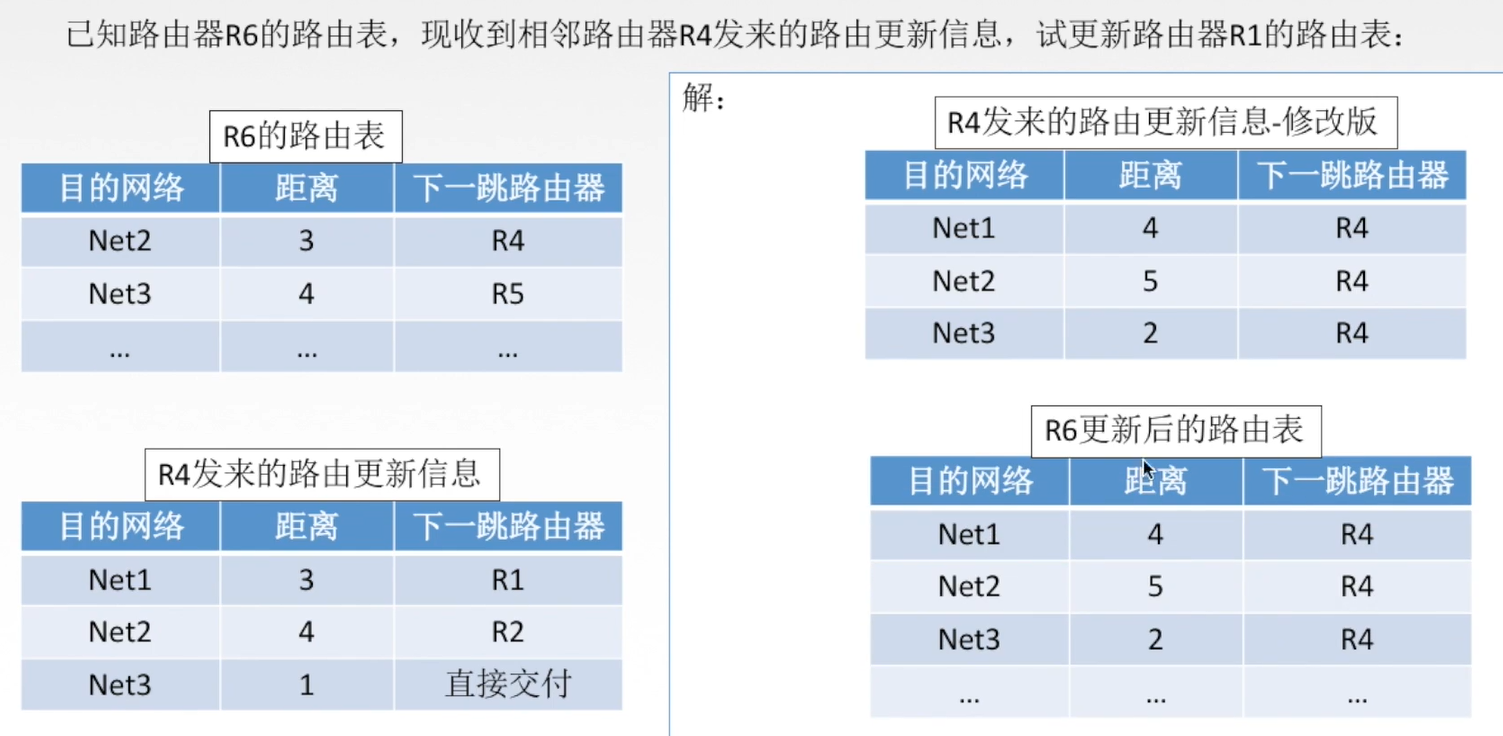 已知路由器R6的路由表，现收到相邻路由器R4发来的路由更新信息，试更新路由器R1的路由表：
R6的路由表
目的网络 距离 下一跳路由器
Net2 3 R4
Net3 4 R5
... ... ...
R4发来的路由更新信息
目的网络 距离 下一跳路由器
Net1 3 R1
Net2 4 R2
Net3 1 直接交付
解：
R4发来的路由更新信息-修改版
目的网络 距离 下一跳路由器
Net1 4 R4
Net2 5 R4
Net3 2 R4
R6更新后的路由表
目的网络 距离 下一跳路由器
Net1 4 R4
Net2 5 R4
Net3 2 R4
... ... ...